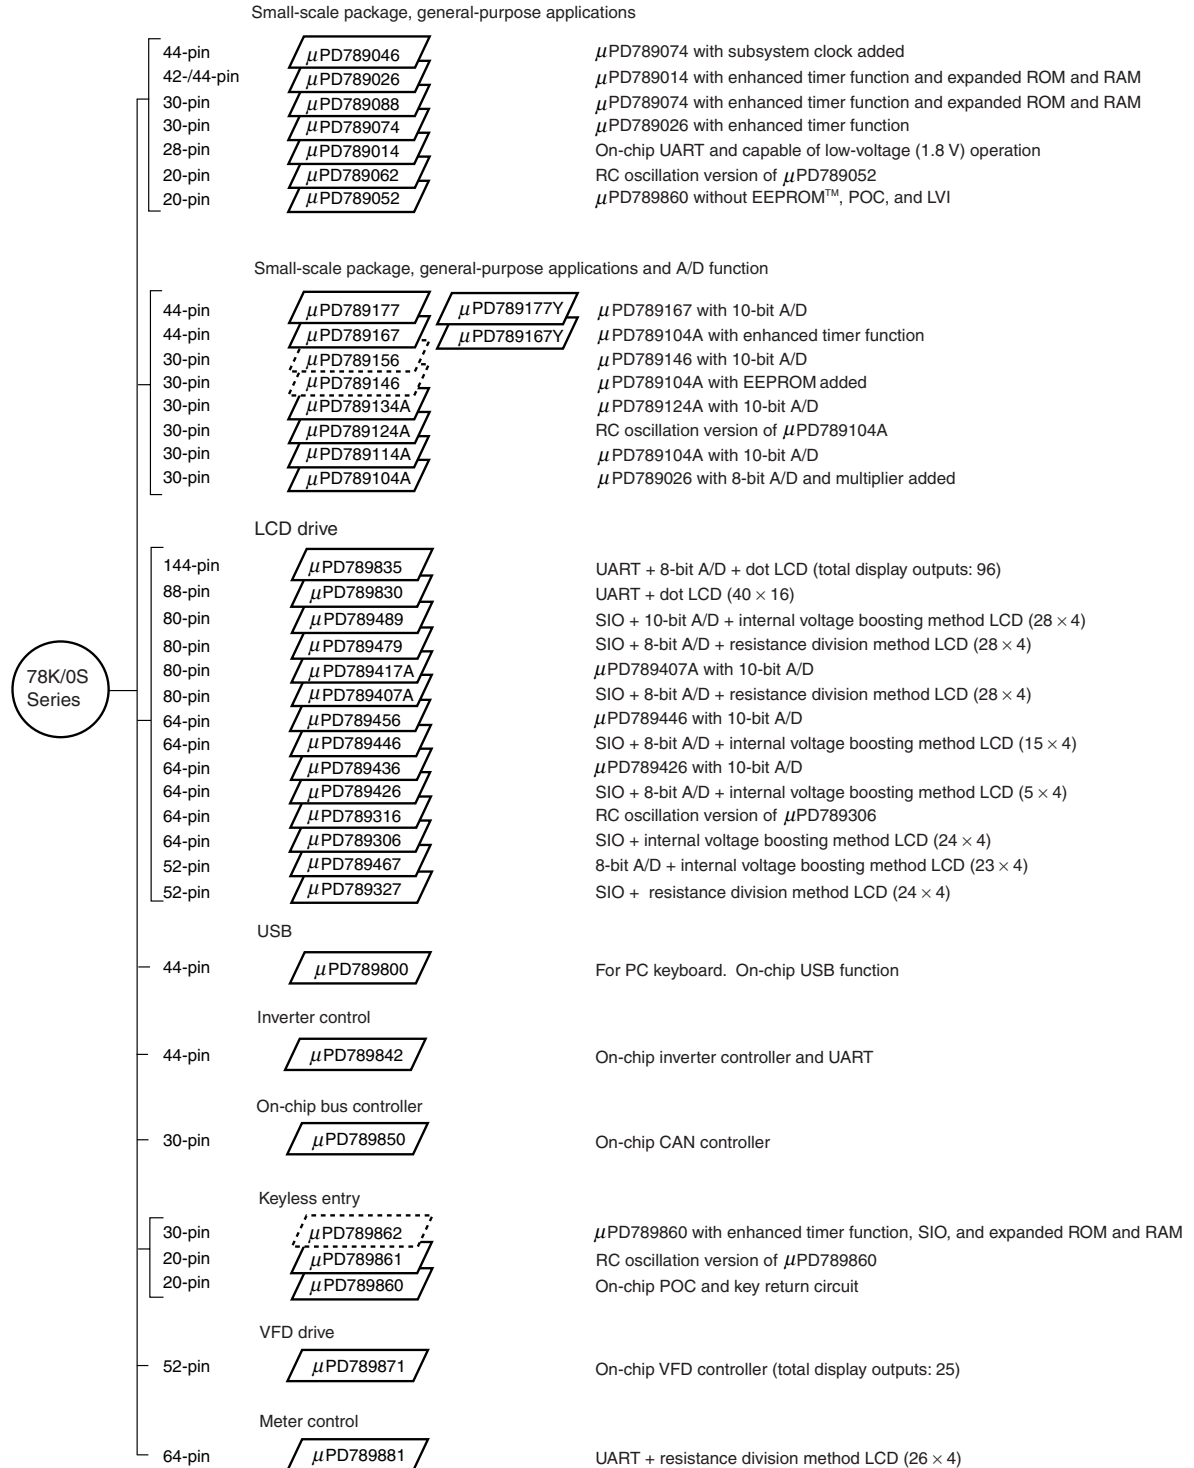 Small-scale package, general-purpose applications
44-pin μPD789046 μPD789074 with subsystem clock added
42-/44-pin μPD789026 μPD789014 with enhanced timer function and expanded ROM and RAM
30-pin μPD789088 μPD789074 with enhanced timer function and expanded ROM and RAM
30-pin μPD789074 μPD789026 with enhanced timer function
28-pin μPD789014 On-chip UART and capable of low-voltage (1.8 V) operation
20-pin μPD789062 RC oscillation version of μPD789052
20-pin μPD789052 μPD789860 without EEPROM™, POC, and LVI
Small-scale package, general-purpose applications and A/D function
44-pin μPD789177 μPD789177Y μPD789167 with 10-bit A/D
44-pin μPD789167 μPD789167Y μPD789104A with enhanced timer function
30-pin μPD789156 μPD789146 with 10-bit A/D
30-pin μPD789146 μPD789104A with EEPROM added
30-pin μPD789134A μPD789124A with 10-bit A/D
30-pin μPD789124A RC oscillation version of μPD789104A
30-pin μPD789114A μPD789104A with 10-bit A/D
30-pin μPD789104A μPD789026 with 8-bit A/D and multiplier added
LCD drive
144-pin μPD789835 UART + 8-bit A/D + dot LCD (total display outputs: 96)
88-pin μPD789830 UART + dot LCD (40 × 16)
80-pin μPD789489 SIO + 10-bit A/D + internal voltage boosting method LCD (28 × 4)
80-pin μPD789479 SIO + 8-bit A/D + resistance division method LCD (28 × 4)
80-pin μPD789417A μPD789407A with 10-bit A/D
80-pin μPD789407A SIO + 8-bit A/D + resistance division method LCD (28 × 4)
78K/0S
Series
64-pin μPD789456 μPD789446 with 10-bit A/D
64-pin μPD789446 SIO + 8-bit A/D + internal voltage boosting method LCD (15 × 4)
64-pin μPD789436 μPD789426 with 10-bit A/D
64-pin μPD789426 SIO + 8-bit A/D + internal voltage boosting method LCD (5 × 4)
64-pin μPD789316 RC oscillation version of μPD789306
64-pin μPD789306 SIO + internal voltage boosting method LCD (24 × 4)
52-pin μPD789467 8-bit A/D + internal voltage boosting method LCD (23 × 4)
52-pin μPD789327 SIO + resistance division method LCD (24 × 4)
USB
44-pin μPD789800 For PC keyboard. On-chip USB function
Inverter control
44-pin μPD789842 On-chip inverter controller and UART
On-chip bus controller
30-pin μPD789850 On-chip CAN controller
Keyless entry
30-pin μPD789862 μPD789860 with enhanced timer function, SIO, and expanded ROM and RAM
20-pin μPD789861 RC oscillation version of μPD789860
20-pin μPD789860 On-chip POC and key return circuit
VFD drive
52-pin μPD789871 On-chip VFD controller (total display outputs: 25)
Meter control
64-pin μPD789881 UART + resistance division method LCD (26 × 4)